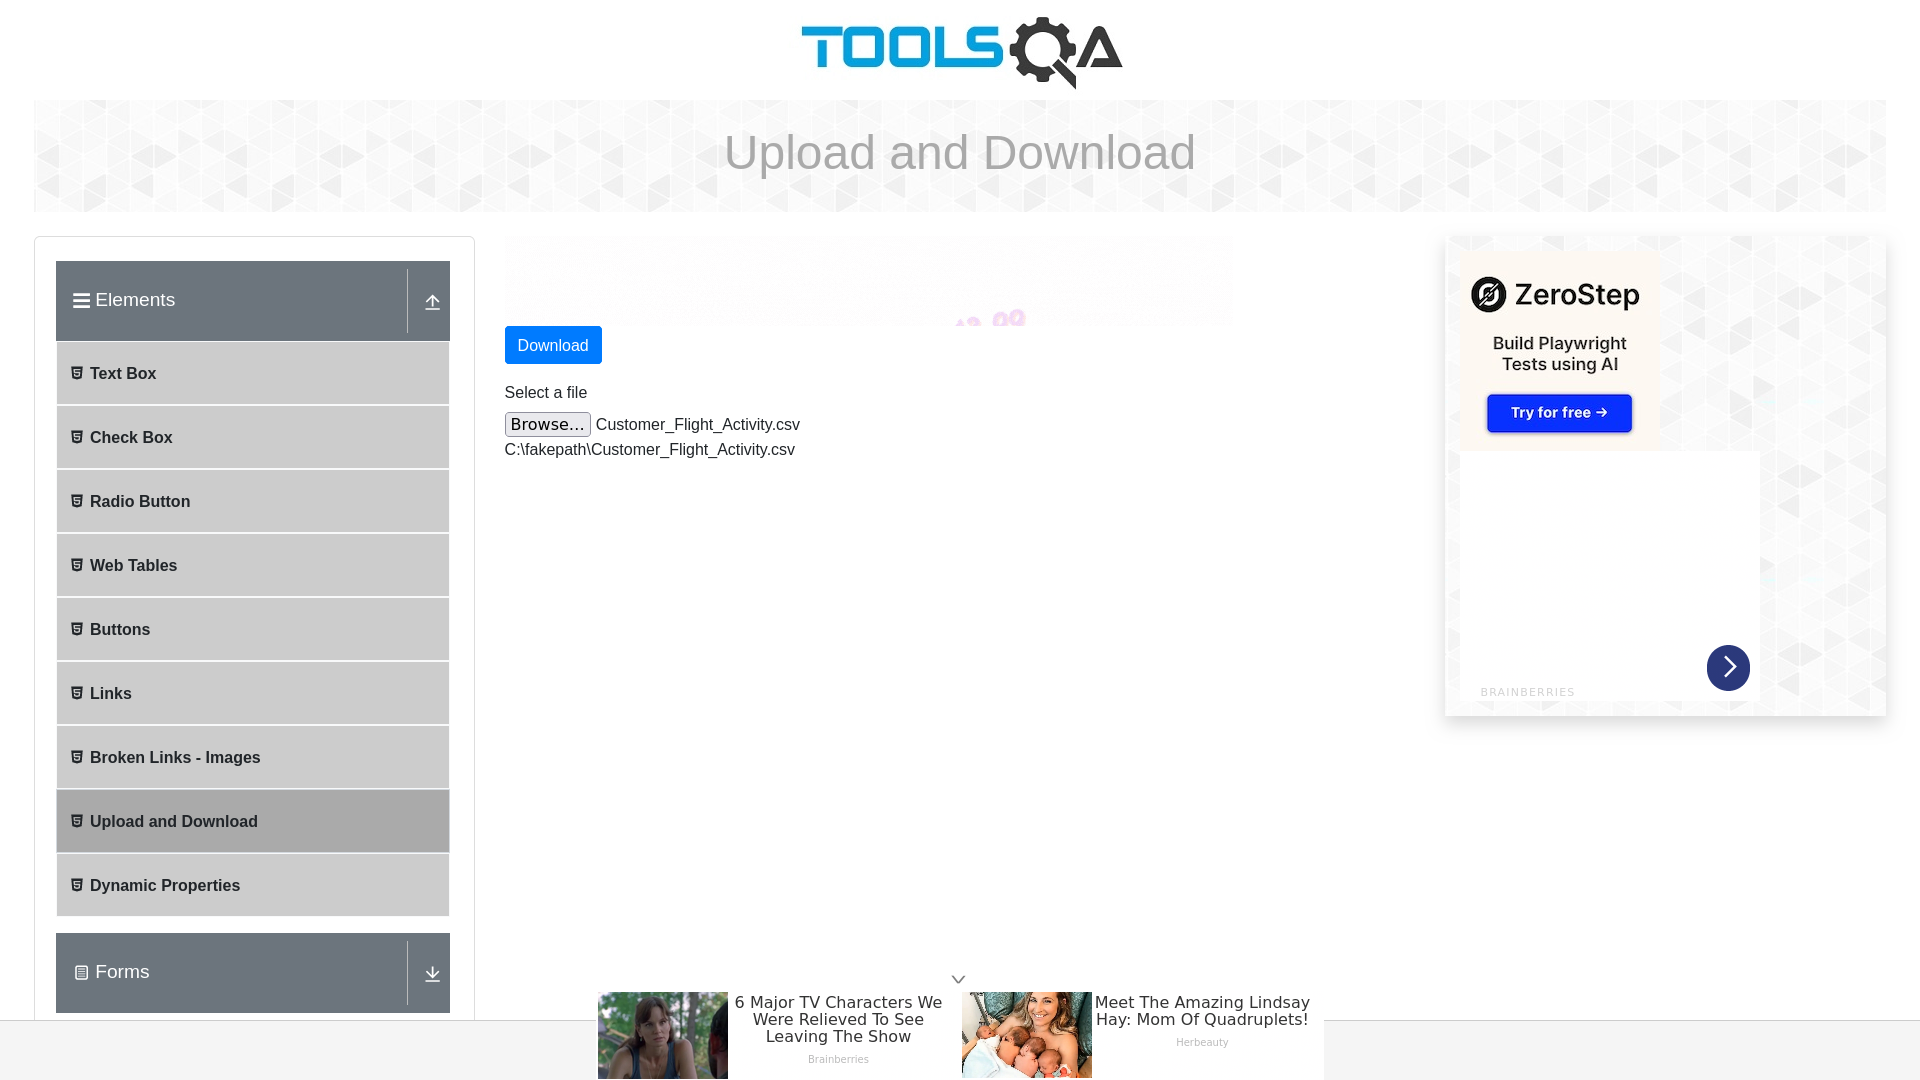 TOOLSQA
Upload and Download
Elements
Text Box
Check Box
Radio Button
Web Tables
Buttons
Links
Broken Links - Images
Upload and Download
Dynamic Properties
Forms
Download
Select a file
Browse... Customer_Flight_Activity.csv
C:\fakepath\Customer_Flight_Activity.csv
ZeroStep
Build Playwright
Tests using AI
Try for free →
BRAINBERRIES
6 Major TV Characters We
Were Relieved To See
Leaving The Show
Brainberries
Meet The Amazing Lindsay
Hay: Mom Of Quadruplets!
Herbeauty